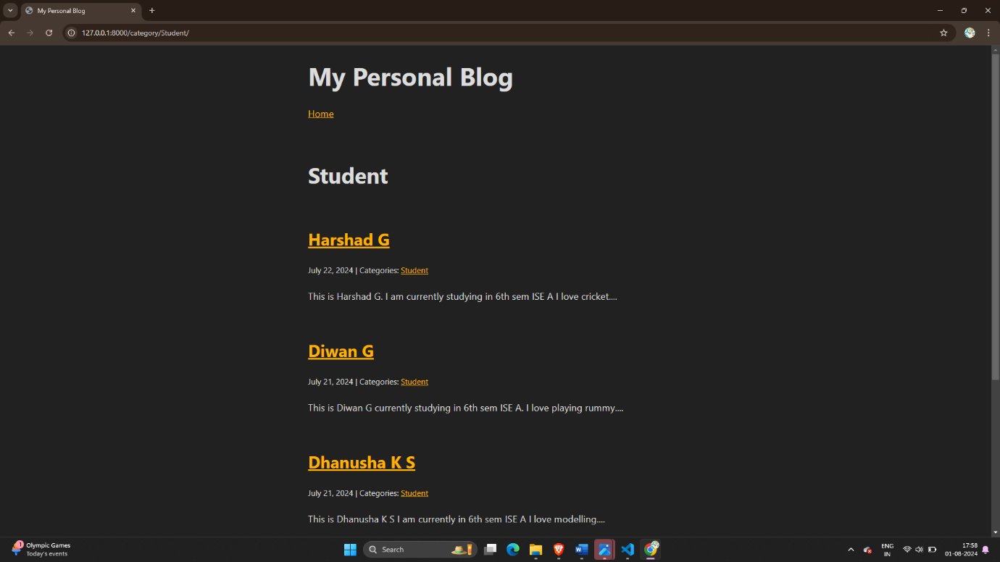 My Personal Blog
127.0.0.1:8000/category/Student/
My Personal Blog
Home
Student
Harshad G
July 22, 2024 | Categories: Student
This is Harshad G. I am currently studying in 6th sem ISE A I love cricket....
Diwan G
July 21, 2024 | Categories: Student
This is Diwan G currently studying in 6th sem ISE A. I love playing rummy....
Dhanusha K S
July 21, 2024 | Categories: Student
This is Dhanusha K S I am currently in 6th sem ISE A I love modelling....
1
Olympic Games
Today's events
Search
ENG
IN
17:58
01-08-2024